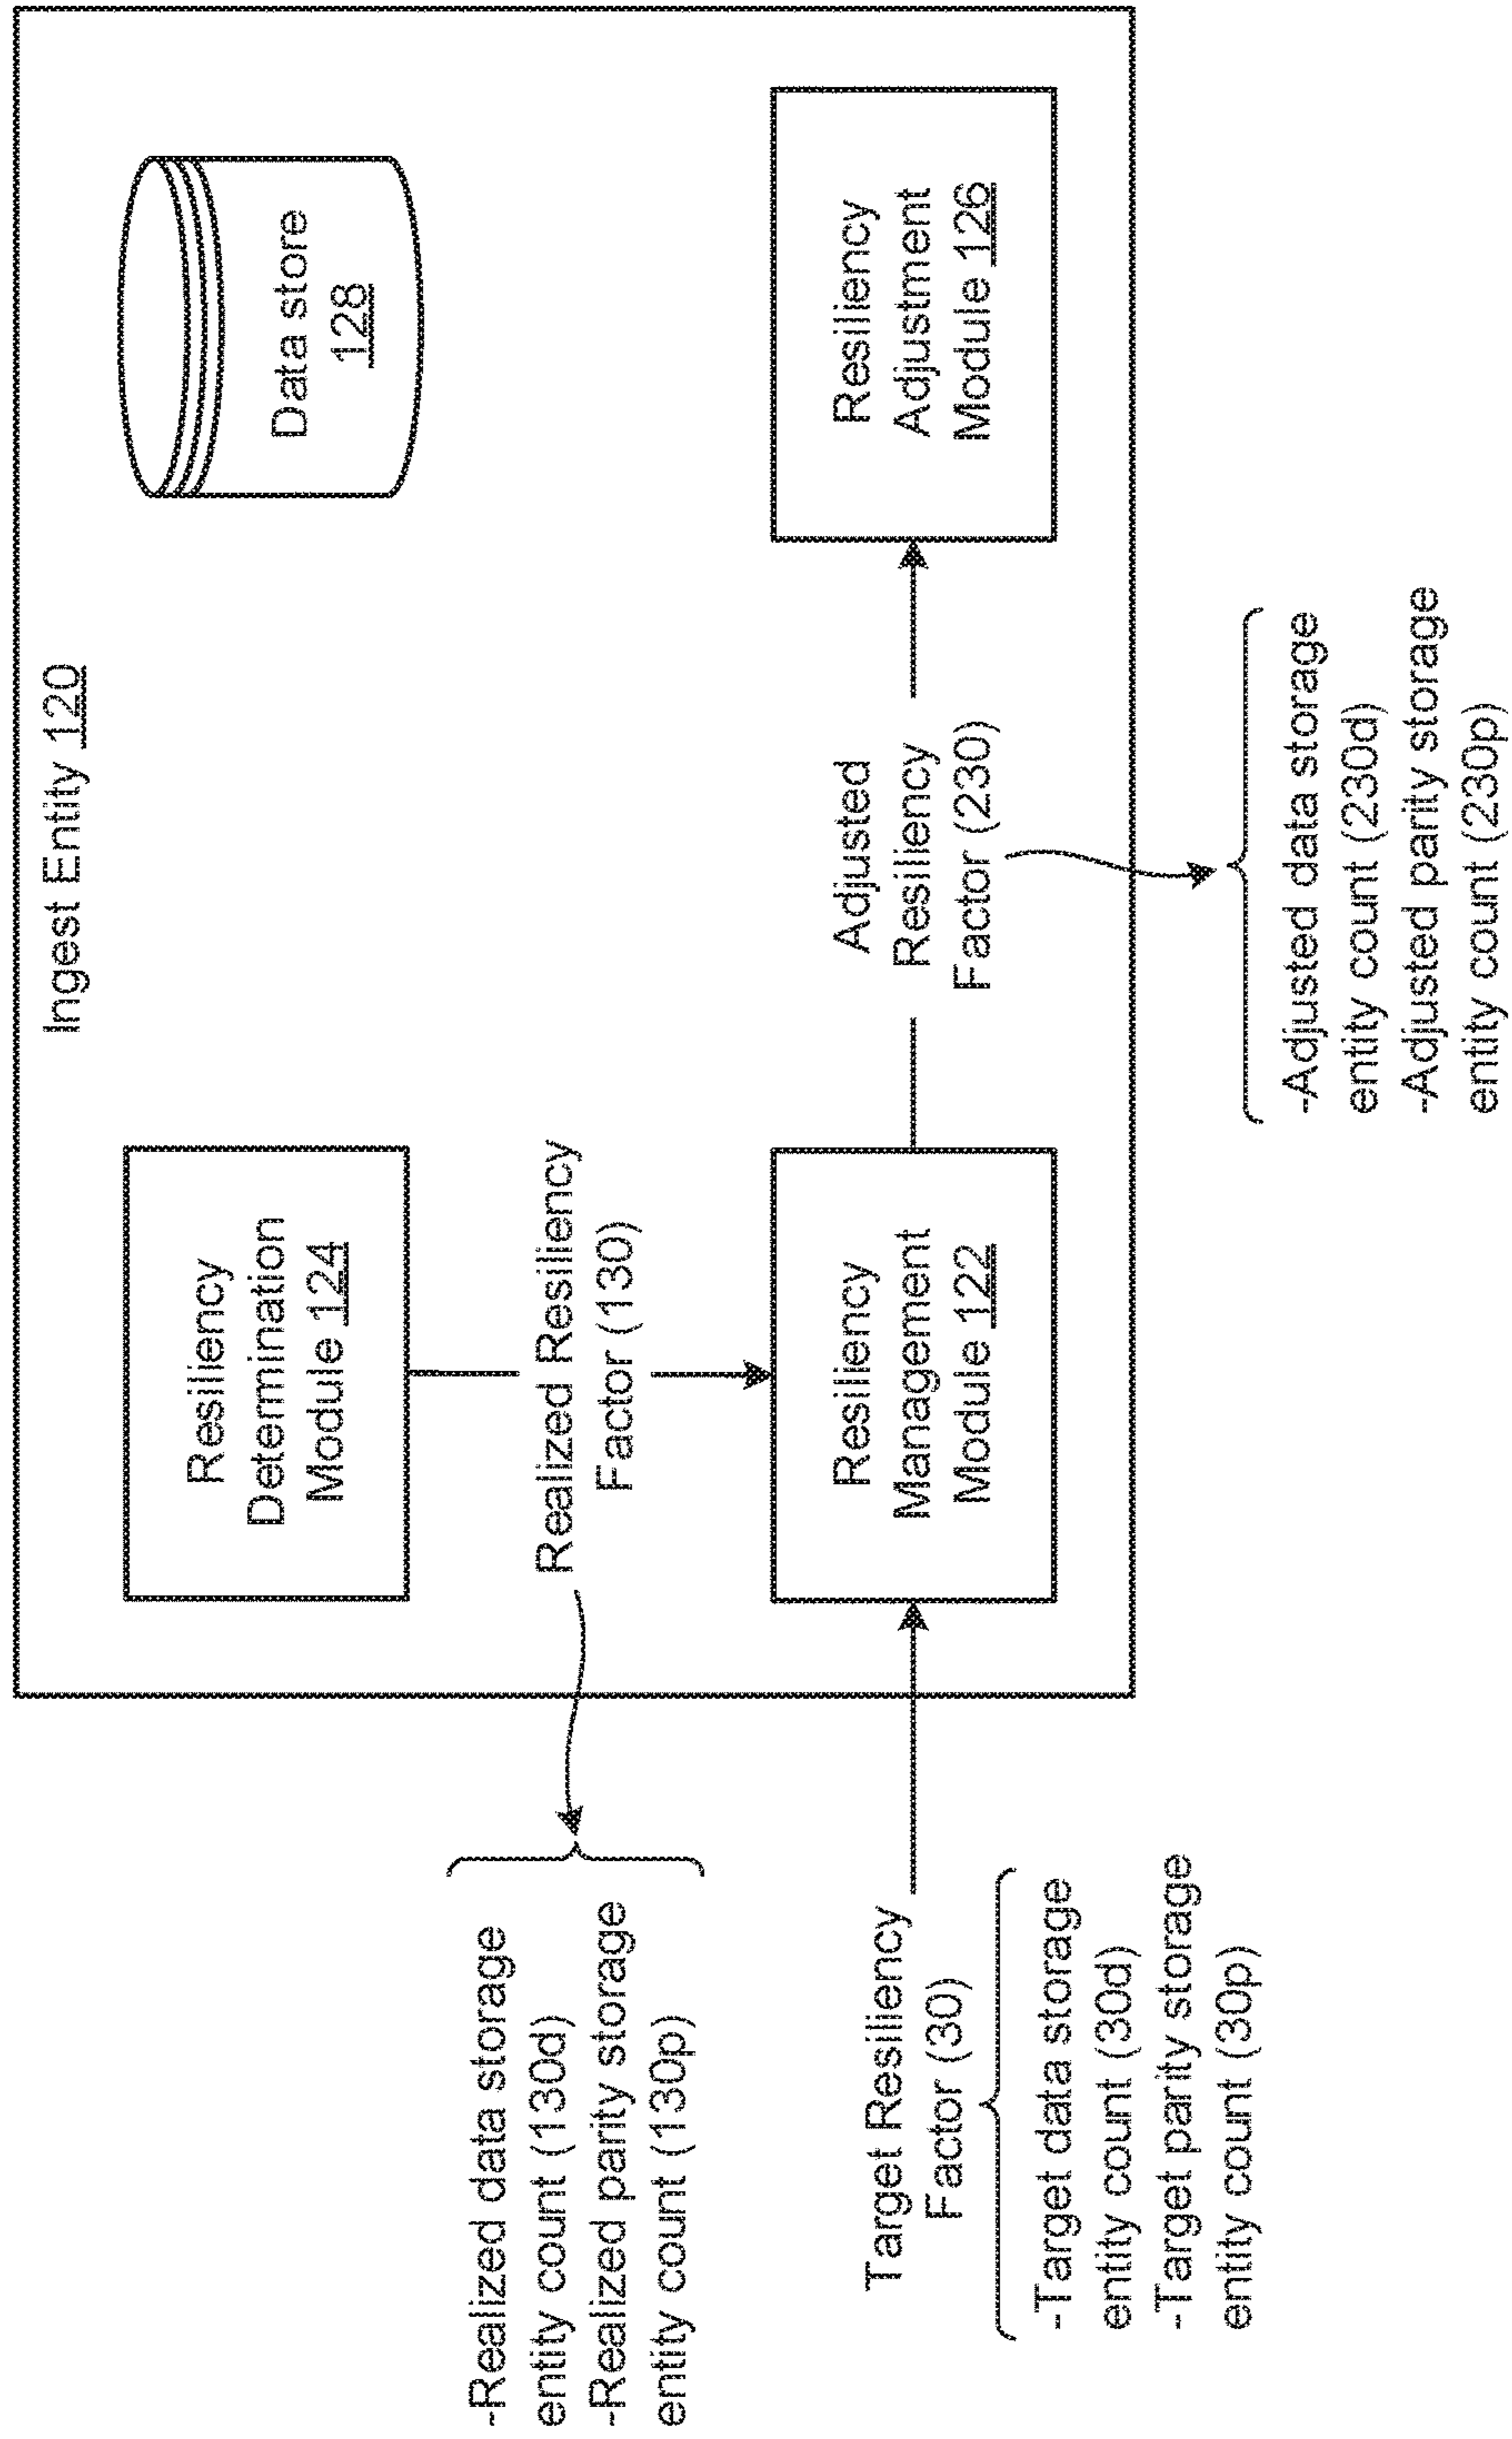 Ingest Entity 120
Resiliency
Determination
Module 124
Data store
128
Realized Resiliency
Factor (130)
-Realized data storage
entity count (130d)
-Realized parity storage
entity count (130p)
Target Resiliency
Factor (30)
-Target data storage
entity count (30d)
-Target parity storage
entity count (30p)
Resiliency
Management
Module 122
Adjusted
Resiliency
Factor (230)
Resiliency
Adjustment
Module 126
-Adjusted data storage
entity count (230d)
-Adjusted parity storage
entity count (230p)